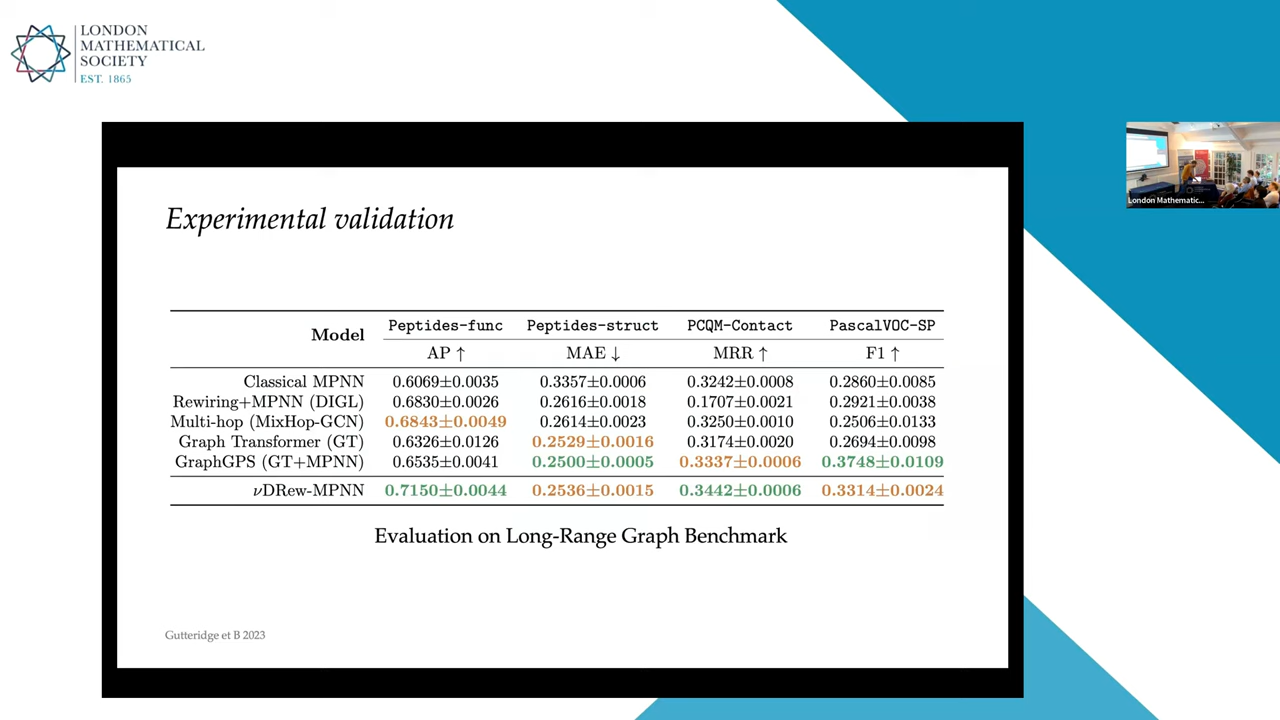 LONDON
MATHEMATICAL
SOCIETY
EST. 1865
London Mathematic...
Experimental validation
Model Peptides-func Peptides-struct PCQM-Contact PascalVOC-SP
AP ↑ MAE ↓ MRR ↑ F1 ↑
Classical MPNN 0.6069±0.0035 0.3357±0.0006 0.3242±0.0008 0.2860±0.0085
Rewiring+MPNN (DIGL) 0.6830±0.0026 0.2616±0.0018 0.1707±0.0021 0.2921±0.0038
Multi-hop (MixHop-GCN) 0.6843±0.0049 0.2614±0.0023 0.3250±0.0010 0.2506±0.0133
Graph Transformer (GT) 0.6326±0.0126 0.2529±0.0016 0.3174±0.0020 0.2694±0.0098
GraphGPS (GT+MPNN) 0.6535±0.0041 0.2500±0.0005 0.3337±0.0006 0.3748±0.0109
νDRew-MPNN 0.7150±0.0044 0.2536±0.0015 0.3442±0.0006 0.3314±0.0024
Evaluation on Long-Range Graph Benchmark
Gutteridge et B 2023